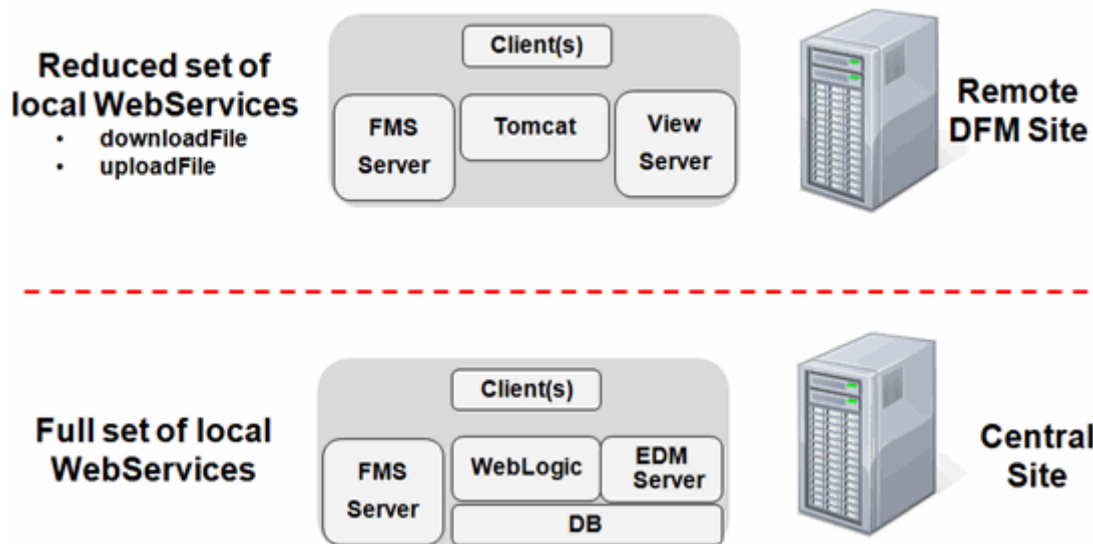 Reduced set of
local WebServices
• downloadFile
• uploadFile
Client(s)
FMS
Server
Tomcat
View
Server
Remote
DFM Site
Full set of local
WebServices
Client(s)
FMS
Server
WebLogic
EDM
Server
DB
Central
Site